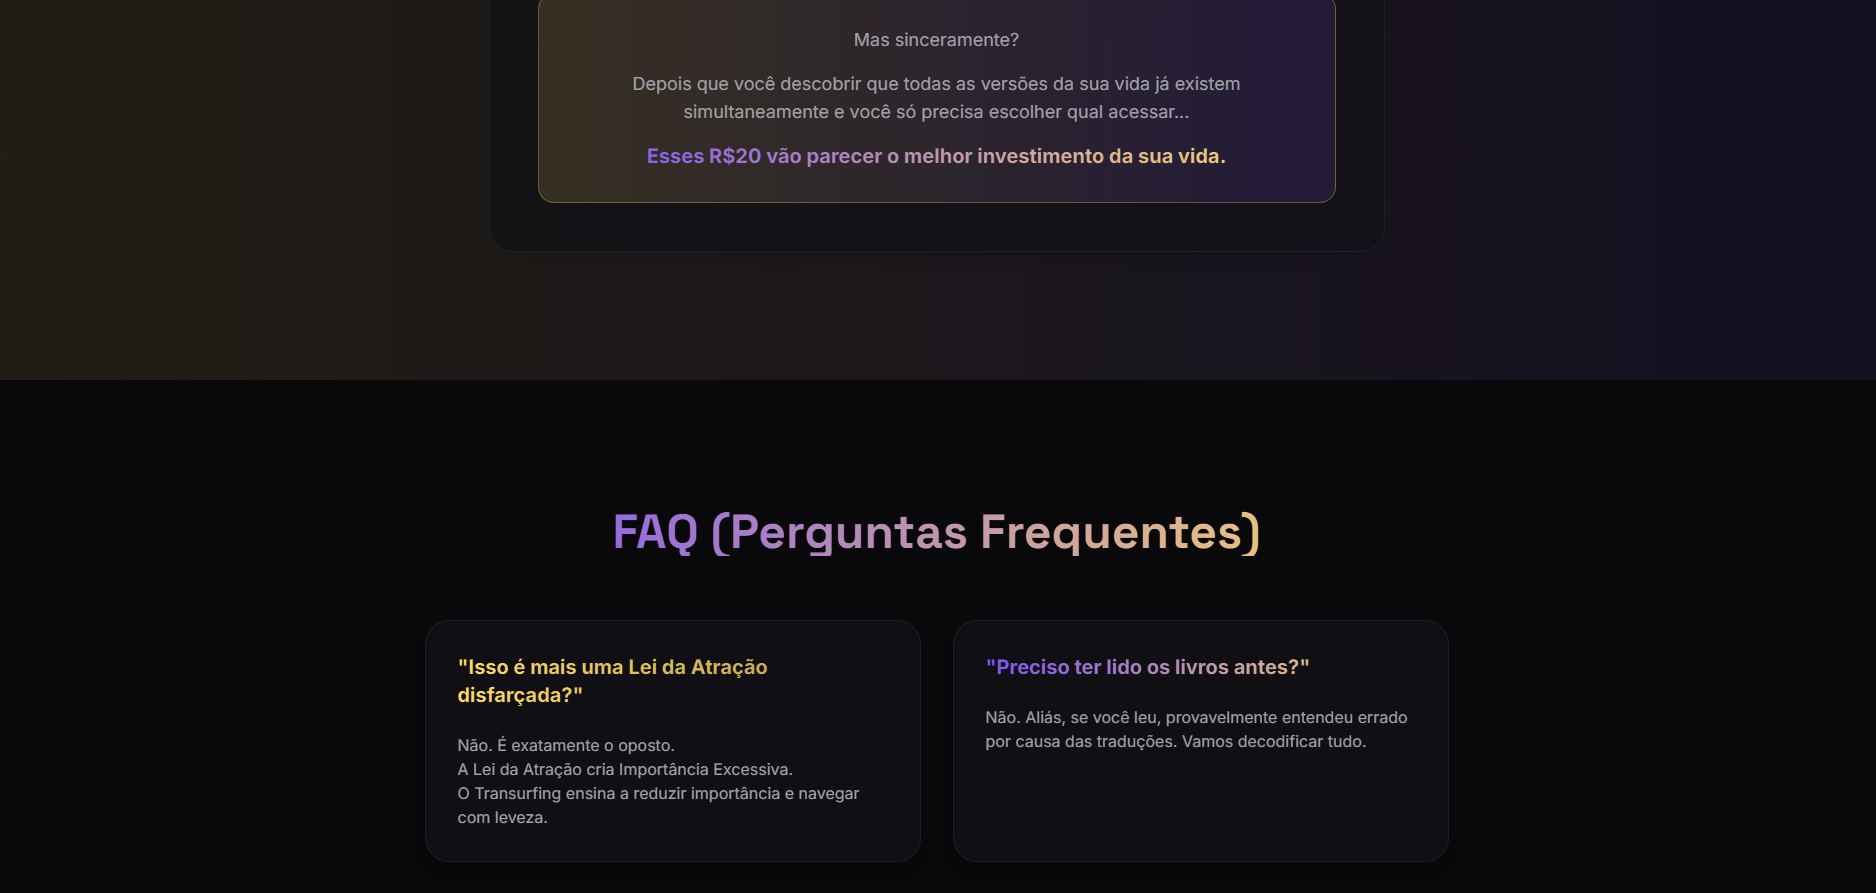 Mas sinceramente?
Depois que você descobrir que todas as versões da sua vida já existem
simultaneamente e você só precisa escolher qual acessar...
Esses R$20 vão parecer o melhor investimento da sua vida.
FAQ (Perguntas Frequentes)
"Isso é mais uma Lei da Atração
disfarçada?"
Não. É exatamente o oposto.
A Lei da Atração cria Importância Excessiva.
O Transurfing ensina a reduzir importância e navegar
com leveza.
"Preciso ter lido os livros antes?"
Não. Aliás, se você leu, provavelmente entendeu errado
por causa das traduções. Vamos decodificar tudo.